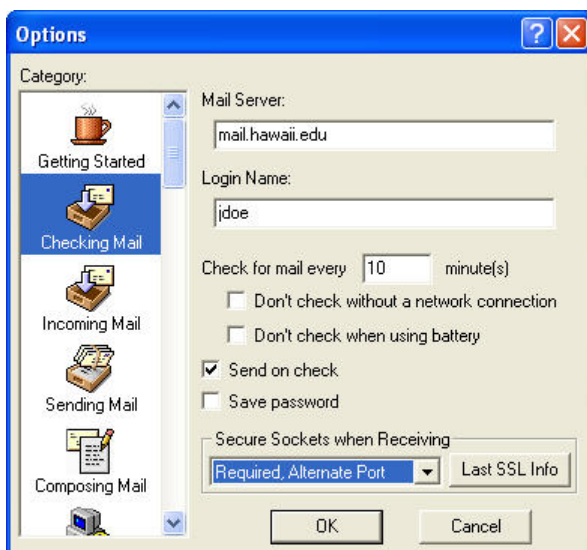 Options
Category:
Getting Started
Checking Mail
Incoming Mail
Sending Mail
Composing Mail
Mail Server:
mail.hawaii.edu
Login Name:
jdoe
Check for mail every 10 minute(s)
Don't check without a network connection
Don't check when using battery
Send on check
Save password
Secure Sockets when Receiving
Required, Alternate Port
Last SSL Info
OK
Cancel